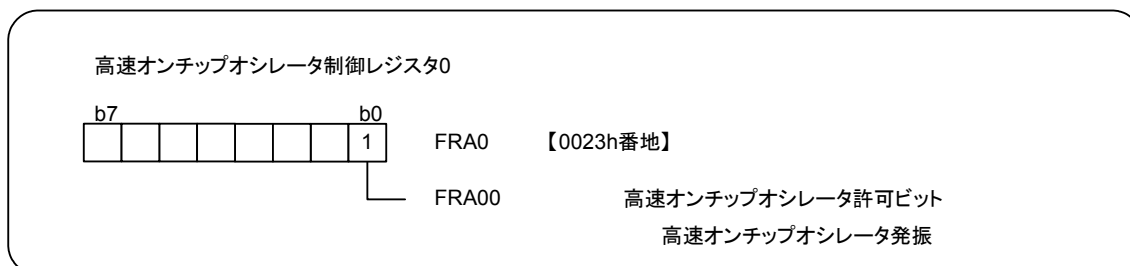 高速オンチップオシレータ制御レジスタ0
b7 b0
1 FRA0 【0023h番地】
FRA00 高速オンチップオシレータ許可ビット
高速オンチップオシレータ発振